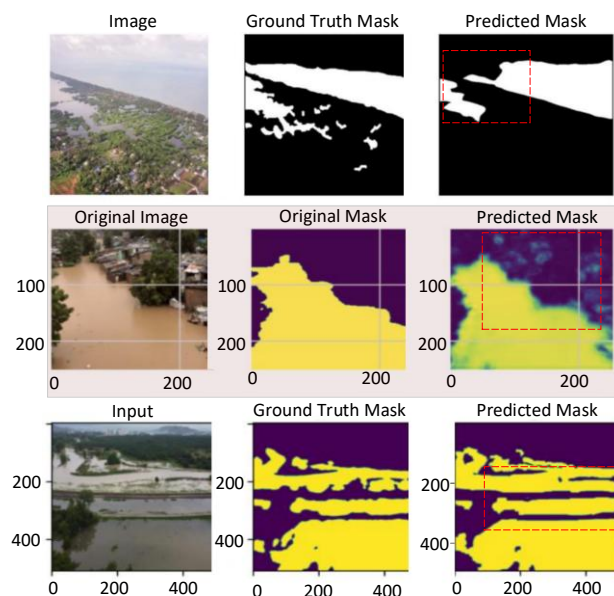 Image Ground Truth Mask Predicted Mask
Original Image Original Mask Predicted Mask
100 100 100
200 200 200
0 200 0 200 0 200
Input Ground Truth Mask Predicted Mask
200 200 200
400 400 400
0 200 400 0 200 400 0 200 400